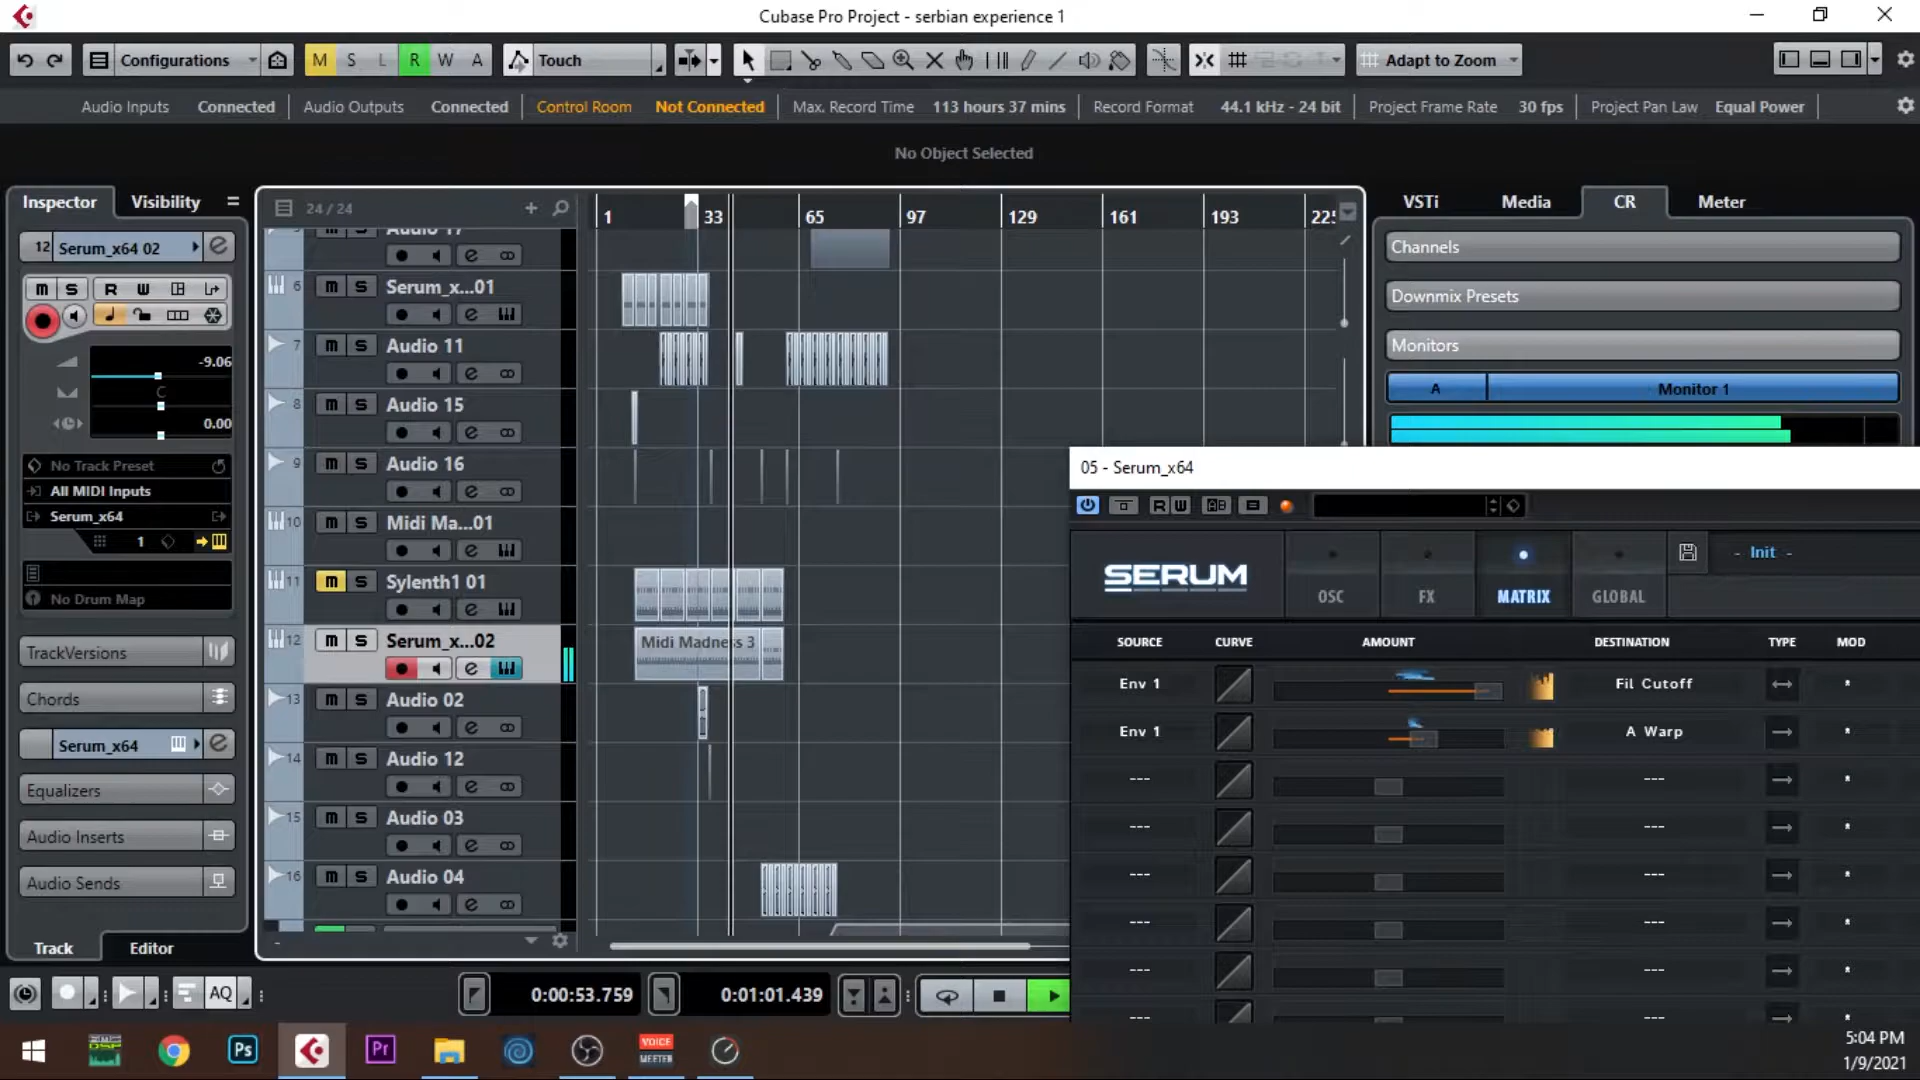 Cubase Pro Project - serbian experience 1
Configurations
M S L R W A
Touch
Adapt to Zoom
Audio Inputs Connected
Audio Outputs Connected
Control Room Not Connected
Max. Record Time 113 hours 37 mins
Record Format 44.1 kHz - 24 bit
Project Frame Rate 30 fps
Project Pan Law Equal Power
No Object Selected
Inspector Visibility
12 Serum_x64 02
M S R W
-9.06
C
0.00
No Track Preset
All MIDI Inputs
Serum_x64
1
No Drum Map
TrackVersions
Chords
Serum_x64
Equalizers
Audio Inserts
Audio Sends
Track Editor
24 / 24
1 33 65 97 129 161 193 225
Audio 17
6 m S Serum_x...01
7 m S Audio 11
8 m S Audio 15
9 m S Audio 16
10 m S Midi Ma...01
11 m S Sylenth1 01
12 m S Serum_x...02
Midi Madness 3
13 m S Audio 02
14 m S Audio 12
15 m S Audio 03
16 m S Audio 04
VSTi Media CR Meter
Channels
Downmix Presets
Monitors
A Monitor 1
05 - Serum_x64
R W AB
SERUM
OSC FX MATRIX GLOBAL
- Init -
SOURCE CURVE AMOUNT DESTINATION TYPE MOD
Env 1 Fil Cutoff *
Env 1 A Warp *
--- --- *
--- --- *
--- --- *
--- --- *
--- --- *
--- ---
AQ
0:00:53.759
0:01:01.439
Ps
Pr
VOICE
MEETER
5:04 PM
1/9/2021